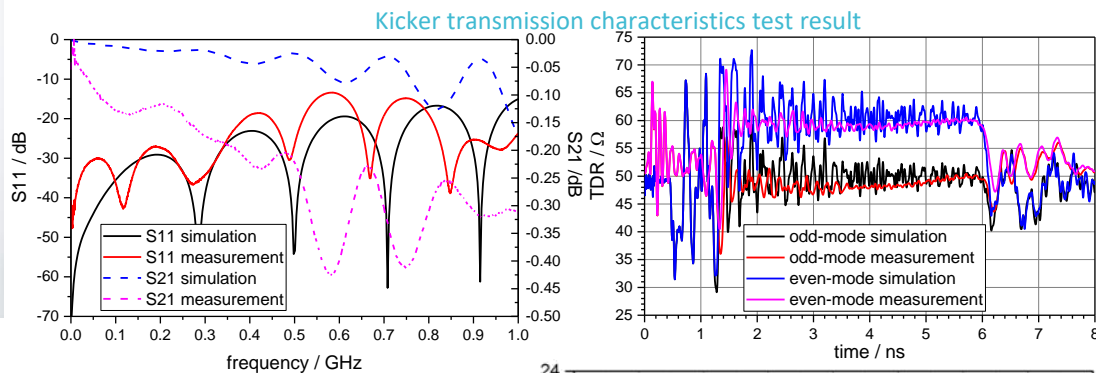 Kicker transmission characteristics test result
0
-10
-20
-30
-40
-50
-60
-70
S11 / dB
0.00
-0.05
-0.10
-0.15
-0.20
-0.25
-0.30
-0.35
-0.40
-0.45
-0.50
S21 /dB
S11 simulation
S11 measurement
S21 simulation
S21 measurement
0.0 0.1 0.2 0.3 0.4 0.5 0.6 0.7 0.8 0.9 1.0
frequency / GHz
75
70
65
60
55
50
45
40
35
30
25
TDR / Ω
odd-mode simulation
odd-mode measurement
even-mode simulation
even-mode measurement
0 1 2 3 4 5 6 7 8
time / ns
24